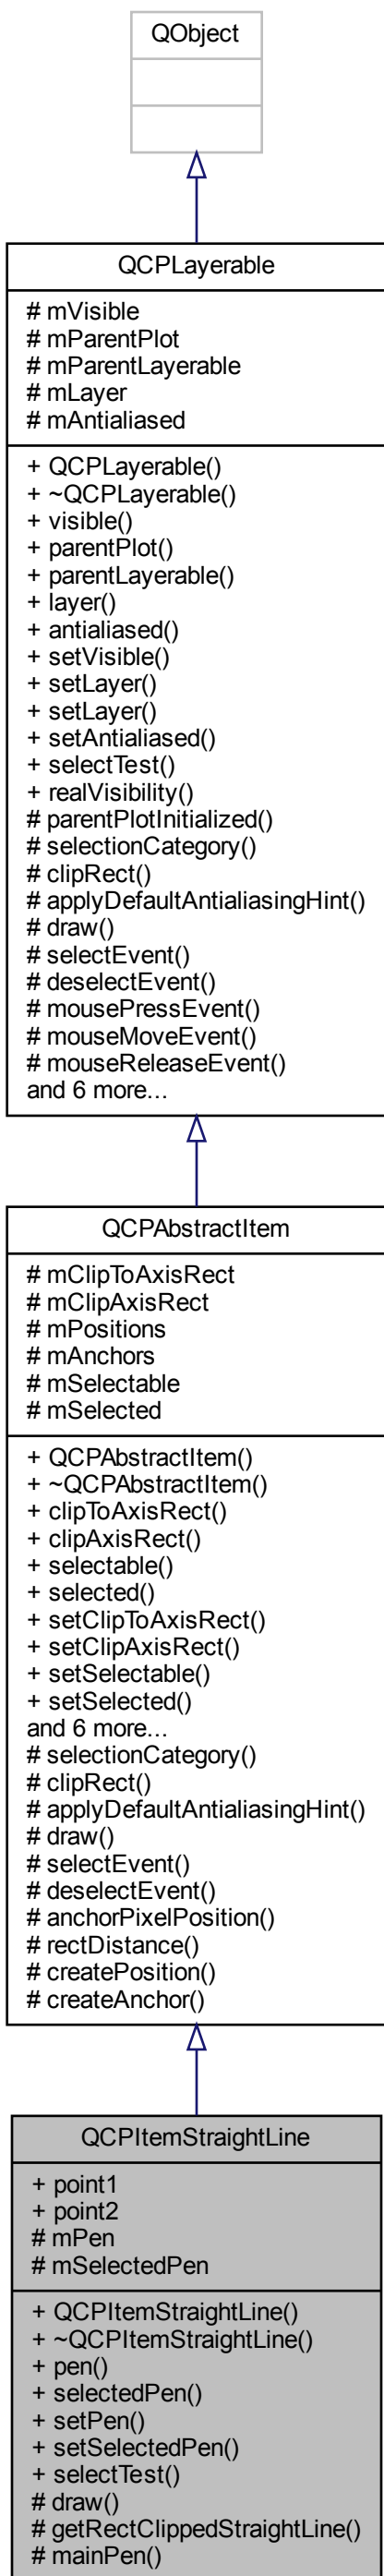 QObject
QCPLayerable
# mVisible
# mParentPlot
# mParentLayerable
# mLayer
# mAntialiased
+ QCPLayerable()
+ ~QCPLayerable()
+ visible()
+ parentPlot()
+ parentLayerable()
+ layer()
+ antialiased()
+ setVisible()
+ setLayer()
+ setLayer()
+ setAntialiased()
+ selectTest()
+ realVisibility()
# parentPlotInitialized()
# selectionCategory()
# clipRect()
# applyDefaultAntialiasingHint()
# draw()
# selectEvent()
# deselectEvent()
# mousePressEvent()
# mouseMoveEvent()
# mouseReleaseEvent()
and 6 more...
QCPAbstractItem
# mClipToAxisRect
# mClipAxisRect
# mPositions
# mAnchors
# mSelectable
# mSelected
+ QCPAbstractItem()
+ ~QCPAbstractItem()
+ clipToAxisRect()
+ clipAxisRect()
+ selectable()
+ selected()
+ setClipToAxisRect()
+ setClipAxisRect()
+ setSelectable()
+ setSelected()
and 6 more...
# selectionCategory()
# clipRect()
# applyDefaultAntialiasingHint()
# draw()
# selectEvent()
# deselectEvent()
# anchorPixelPosition()
# rectDistance()
# createPosition()
# createAnchor()
QCPItemStraightLine
+ point1
+ point2
# mPen
# mSelectedPen
+ QCPItemStraightLine()
+ ~QCPItemStraightLine()
+ pen()
+ selectedPen()
+ setPen()
+ setSelectedPen()
+ selectTest()
# draw()
# getRectClippedStraightLine()
# mainPen()